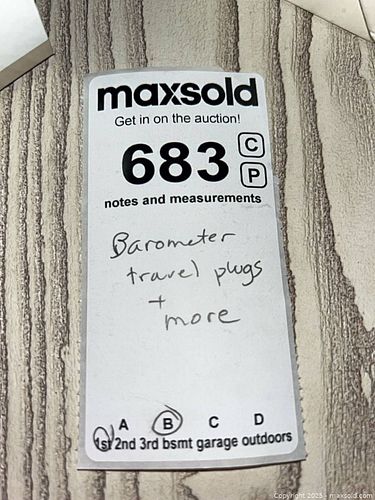 maxsold
Get in on the auction!
683 C
P
notes and measurements
Barometer
travel plugs
+
more
A B C D
1st 2nd 3rd bsmt garage outdoors
Copyright 2025 - maxsold.com